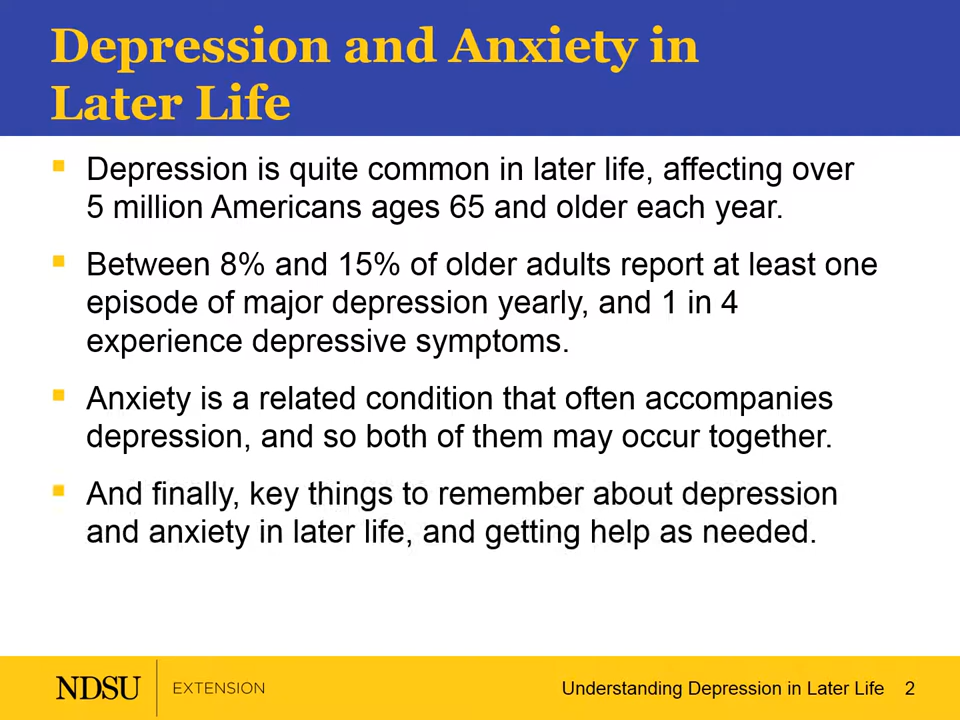 Depression and Anxiety in
Later Life
Depression is quite common in later life, affecting over
5 million Americans ages 65 and older each year.
Between 8% and 15% of older adults report at least one
episode of major depression yearly, and 1 in 4
experience depressive symptoms.
Anxiety is a related condition that often accompanies
depression, and so both of them may occur together.
And finally, key things to remember about depression
and anxiety in later life, and getting help as needed.
NDSU EXTENSION
Understanding Depression in Later Life 2